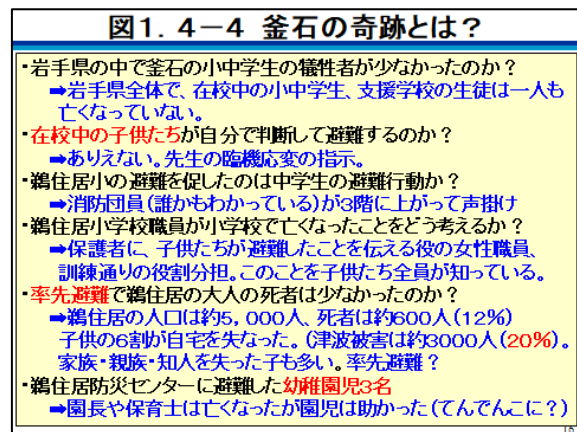 図1. 4－4 釜石の奇跡とは？
・岩手県の中で釜石の小中学生の犠牲者が少なかったのか？
➡岩手県全体で、在校中の小中学生、支援学校の生徒は一人も
亡くなっていない。
・在校中の子供たちが自分で判断して避難するのか？
➡ありえない。先生の臨機応変の指示。
・鵜住居小の避難を促したのは中学生の避難行動か？
➡消防団員（誰かもわかっている）が3階に上がって声掛け
・鵜住居小学校職員が小学校で亡くなったことをどう考えるか？
➡保護者に、子供たちが避難したことを伝える役の女性職員、
訓練通りの役割分担。このことを子供たち全員が知っている。
・率先避難で鵜住居の大人の死者は少なかったのか？
➡鵜住居の人口は約5，000人、死者は約600人（12％）
子供の6割が自宅を失なった。（津波被害は約3000人（20％）。
家族・親族・知人を失った子も多い。率先避難？
・鵜住居防災センターに避難した幼稚園児3名
➡園長や保育士は亡くなったが園児は助かった（てんでんこに？）